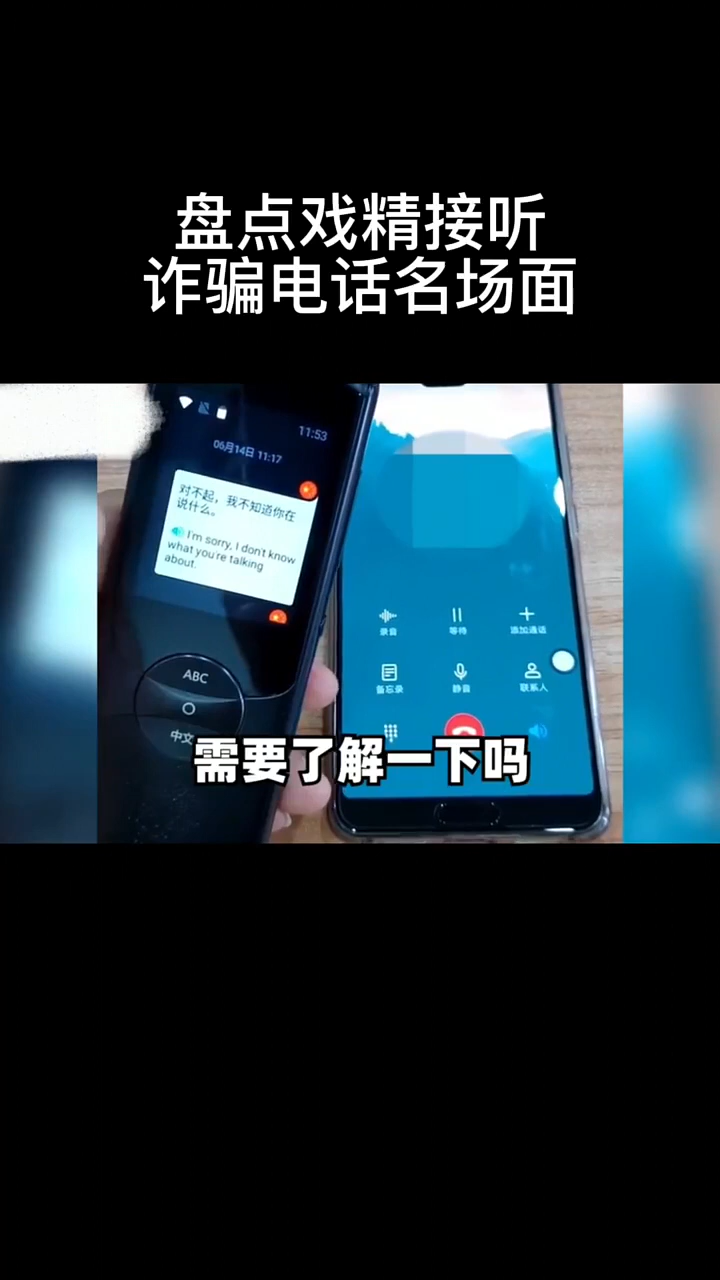 盘点戏精接听
诈骗电话名场面
11:53
06月14日 11:17
对不起，我不知道你在
说什么。
I'm sorry, I don't know
what you're talking
about.
ABC
中文
录音
等待
添加通话
备忘录
静音
联系人
需要了解一下吗